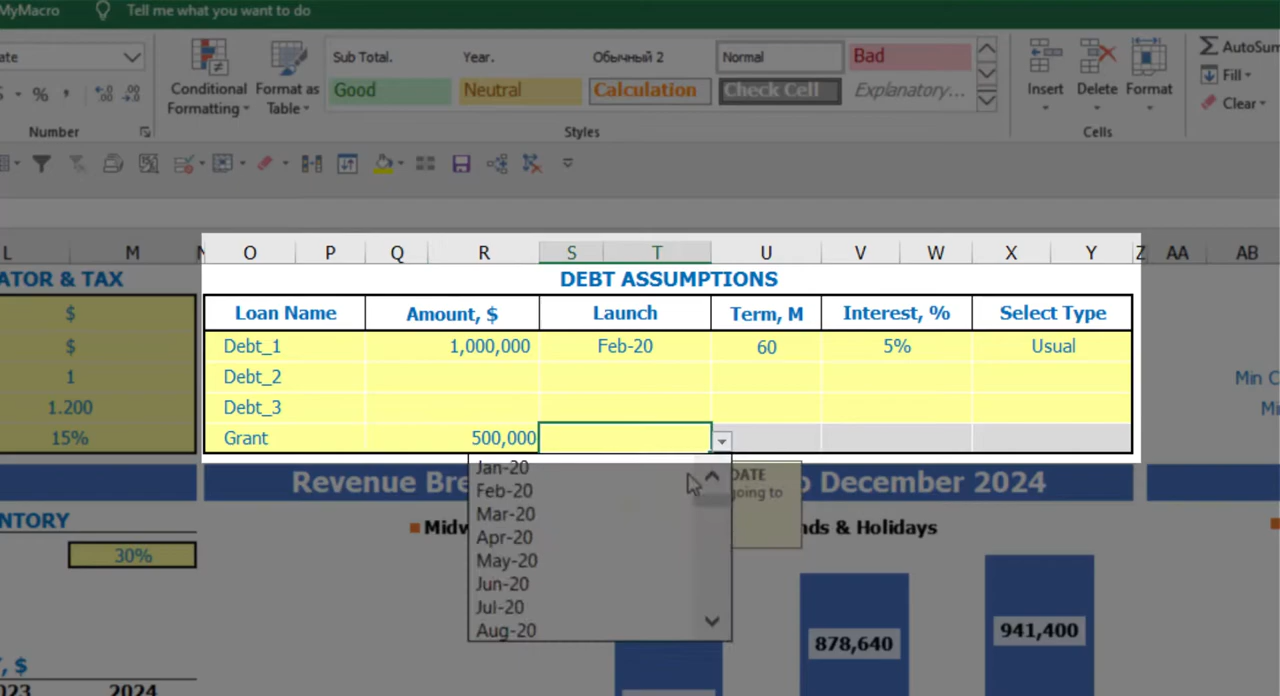 MyMacro Tell me what you want to do
Sub Total. Year. Обычный 2 Normal Bad
Σ AutoSum
% , Conditional Formatting Format as Table
Good Neutral Calculation Check Cell Explanatory...
Insert Delete Format
Fill
Clear
Number Styles Cells
L M N O P Q R S T U V W X Y Z AA AB
ATOR & TAX DEBT ASSUMPTIONS
$ Loan Name Amount, $ Launch Term, M Interest, % Select Type
$ Debt_1 1,000,000 Feb-20 60 5% Usual
1 Debt_2 Min C
1.200 Debt_3 Mi
15% Grant 500,000
Revenue Bre o December 2024
Jan-20
DATE
going to
Feb-20
Mar-20
Apr-20
May-20
Jun-20
Jul-20
Aug-20
NTORY
Midw nds & Holidays
30%
878,640 941,400
, $
023 2024